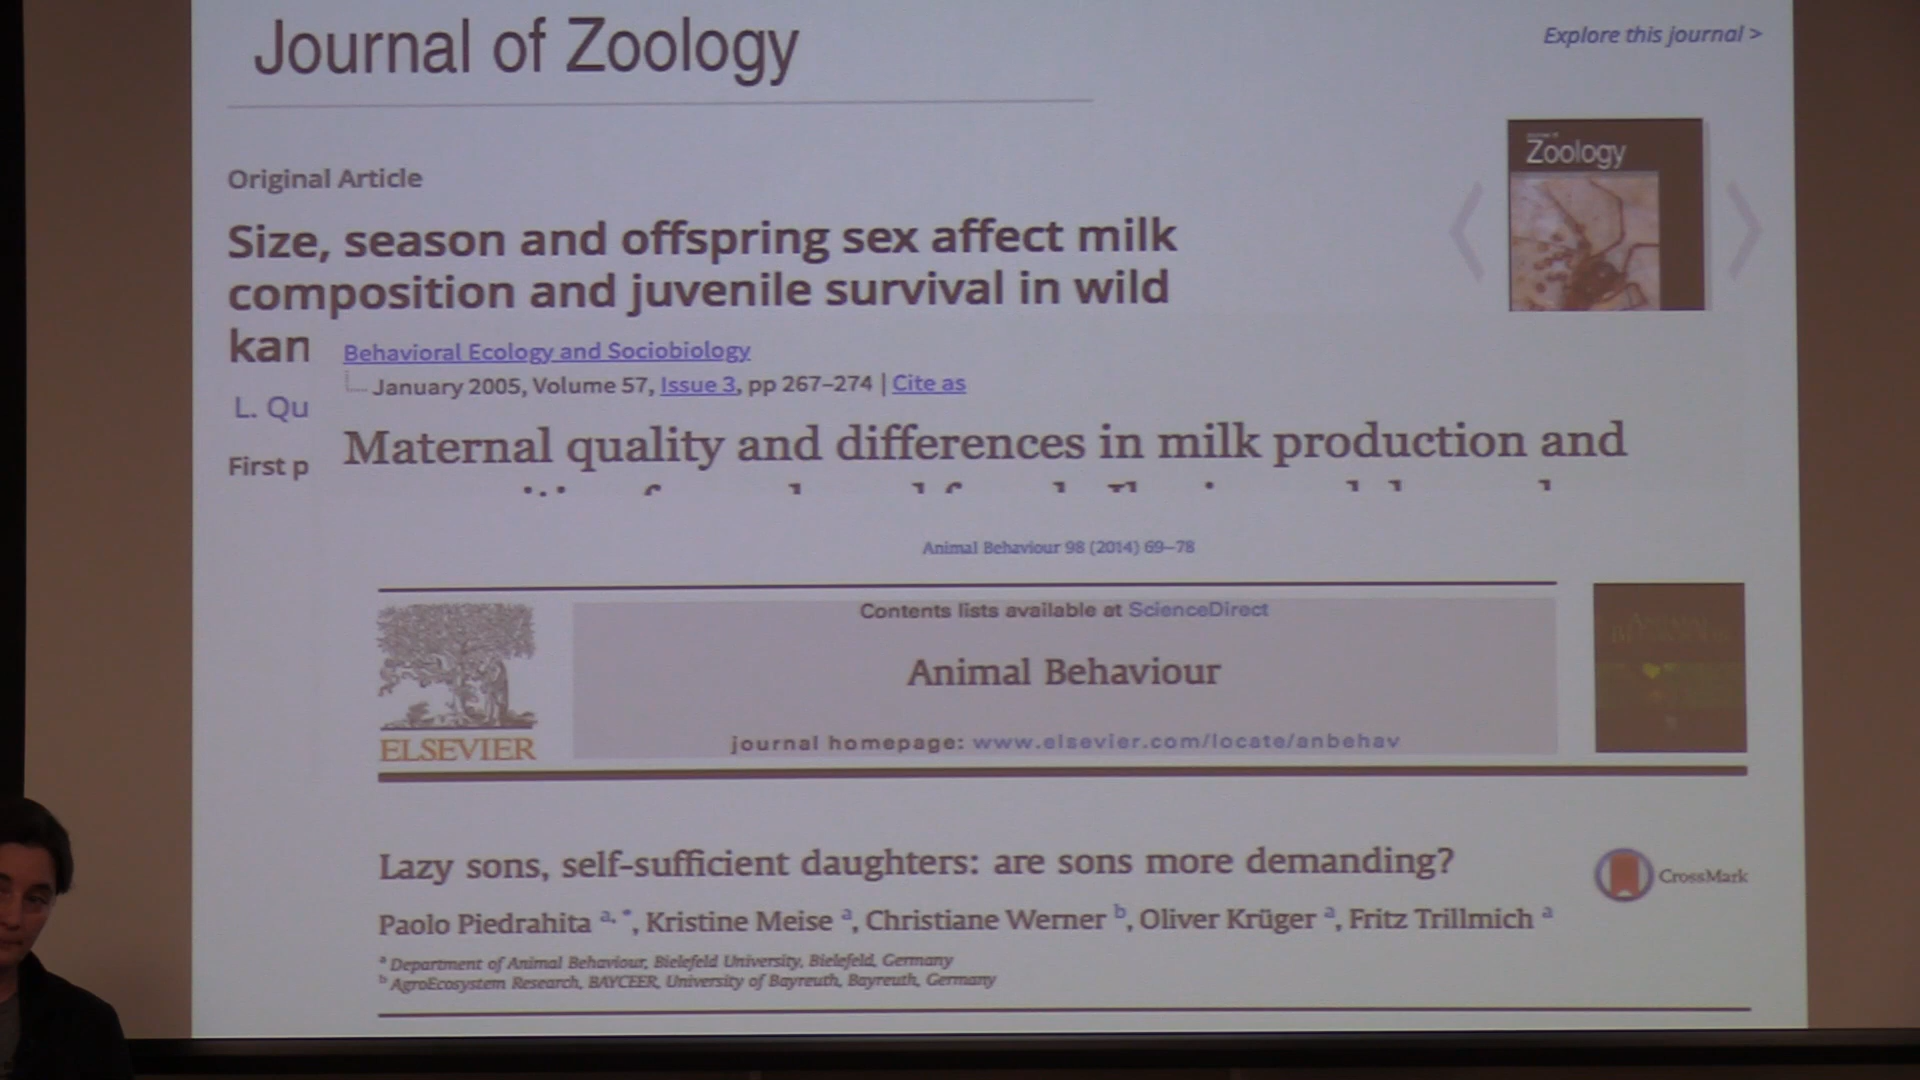 Journal of Zoology
Explore this journal >
Zoology
Original Article
Size, season and offspring sex affect milk
composition and juvenile survival in wild
kan
Behavioral Ecology and Sociobiology
January 2005, Volume 57, Issue 3, pp 267–274 | Cite as
L. Qu
Maternal quality and differences in milk production and
First p
Animal Behaviour 98 (2014) 69–78
Contents lists available at ScienceDirect
Animal Behaviour
journal homepage: www.elsevier.com/locate/anbehav
ELSEVIER
Lazy sons, self-sufficient daughters: are sons more demanding?
CrossMark
Paolo Piedrahita a, *, Kristine Meise a, Christiane Werner b, Oliver Krüger a, Fritz Trillmich a
a Department of Animal Behaviour, Bielefeld University, Bielefeld, Germany
b AgroEcosystem Research, BAYCEER, University of Bayreuth, Bayreuth, Germany